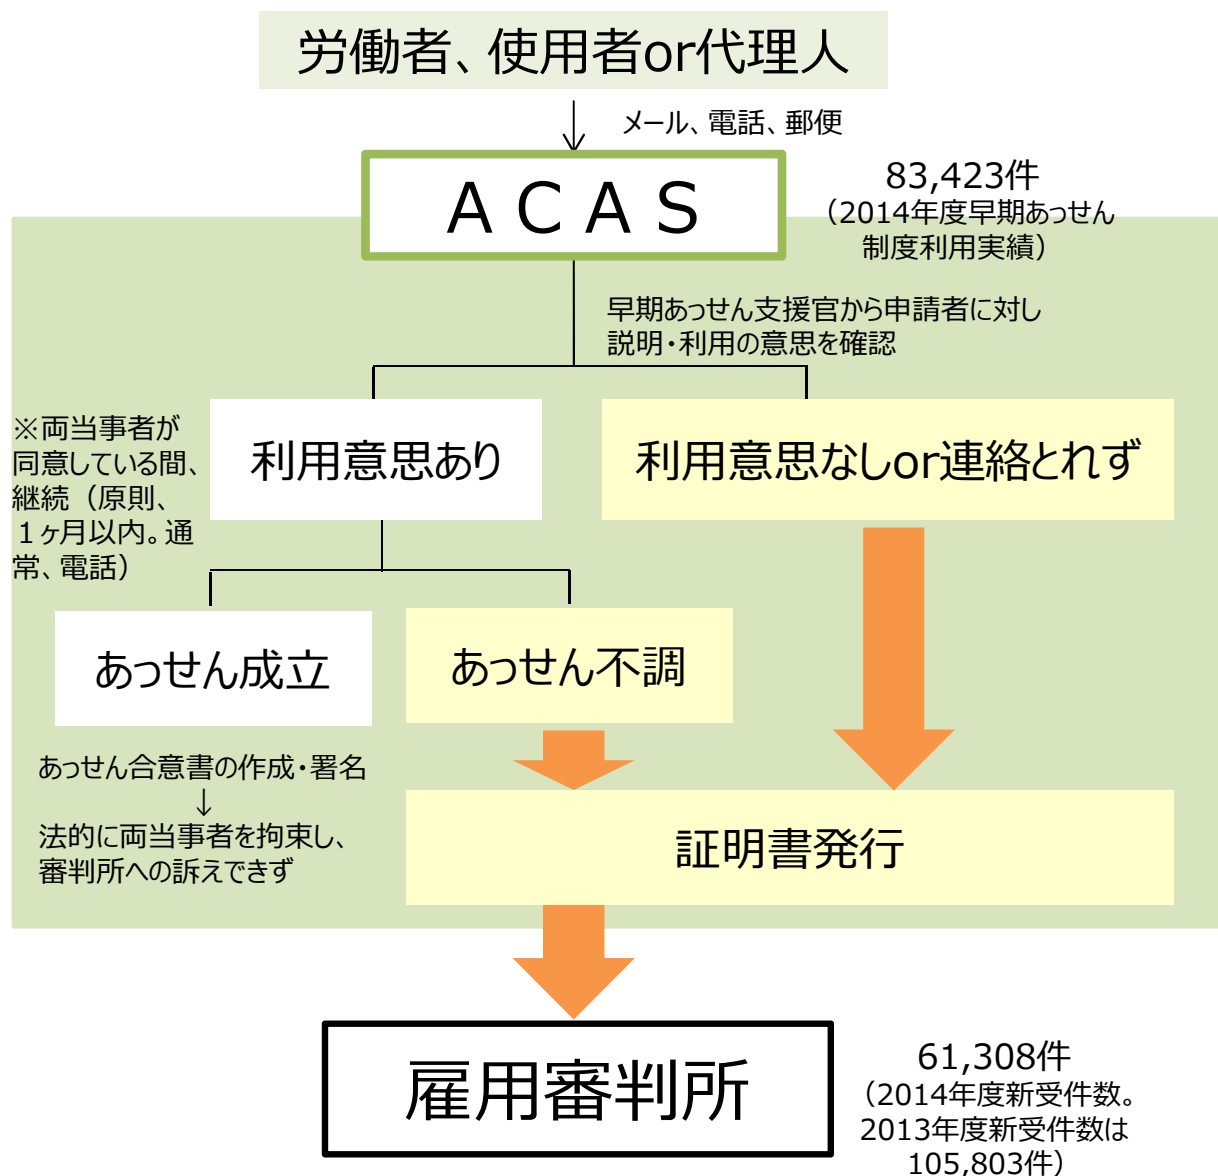 労働者、使用者or代理人
メール、電話、郵便
ＡＣＡＳ
83,423件
（2014年度早期あっせん
制度利用実績）
早期あっせん支援官から申請者に対し
説明・利用の意思を確認
※両当事者が
同意している間、
継続（原則、
１ヶ月以内。通
常、電話）
利用意思あり
利用意思なしor連絡とれず
あっせん成立
あっせん不調
あっせん合意書の作成・署名
↓
法的に両当事者を拘束し、
審判所への訴えできず
証明書発行
雇用審判所
61,308件
（2014年度新受件数。
2013年度新受件数は
105,803件）